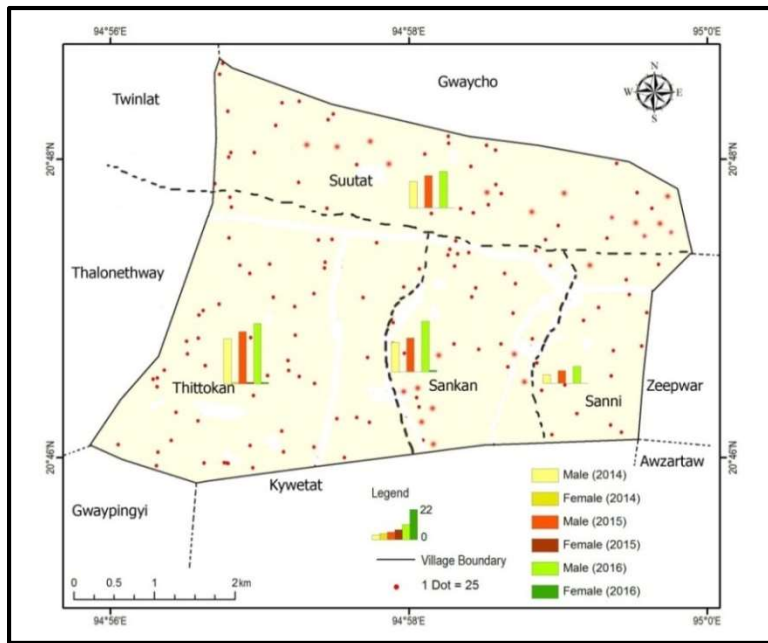 94°56'E 94°58'E 95°0'E
Twinlat
Gwaycho
N
W E
S
20°48'N
20°48'N
Suutat
Thalonethway
Thittokan
Sankan
Sanni
Zeepwar
Awzartaw
20°46'N
20°46'N
Kywetat
Gwaypingyi
Legend
22
0
Village Boundary
1 Dot = 25
Male (2014)
Female (2014)
Male (2015)
Female (2015)
Male (2016)
Female (2016)
0 0.5 1 2 km
94°56'E 94°58'E 95°0'E